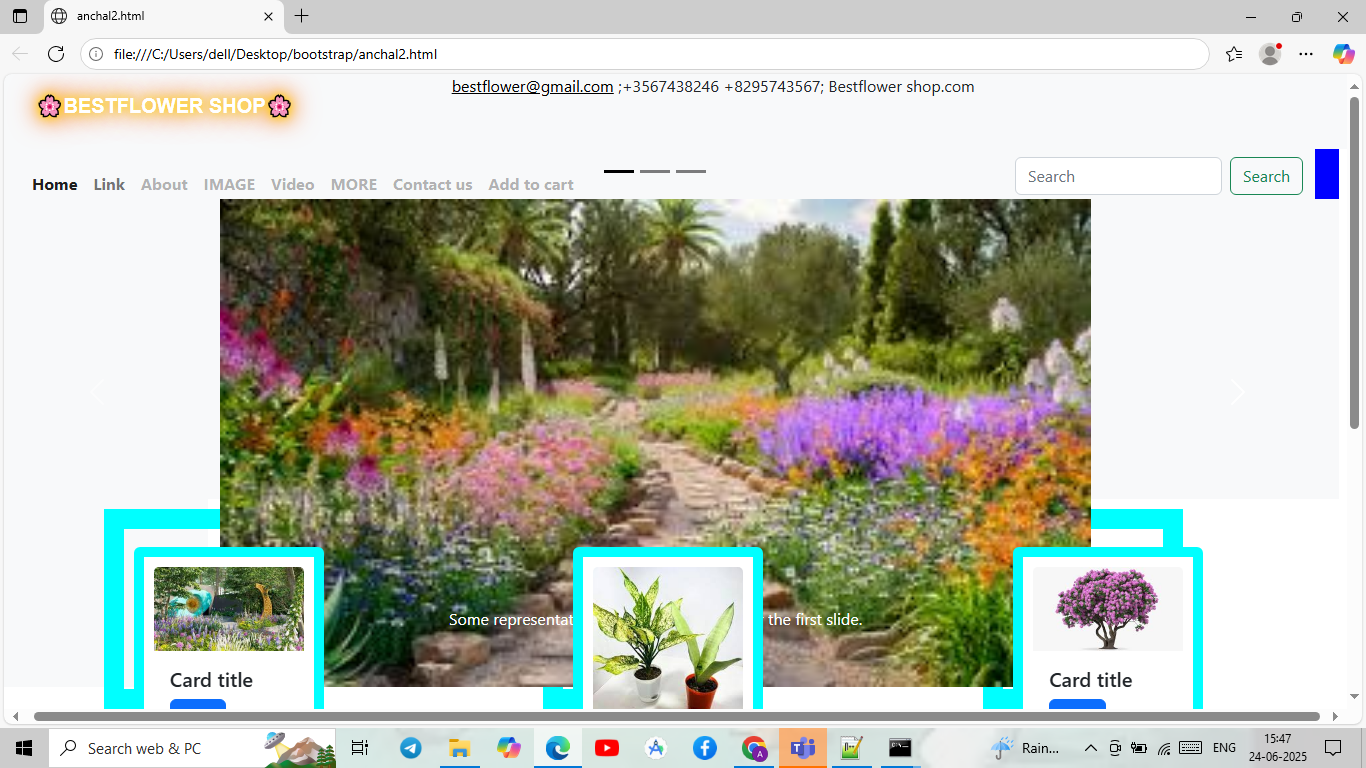 anchal2.html
file:///C:/Users/dell/Desktop/bootstrap/anchal2.html
bestflower@gmail.com ;+3567438246 +8295743567; Bestflower shop.com
🌸BESTFLOWER SHOP🌸
Home Link About IMAGE Video MORE Contact us Add to cart
Search Search
Some representat the first slide.
Card title
Card title
Search web & PC
Rain...
ENG
15:47
24-06-2025